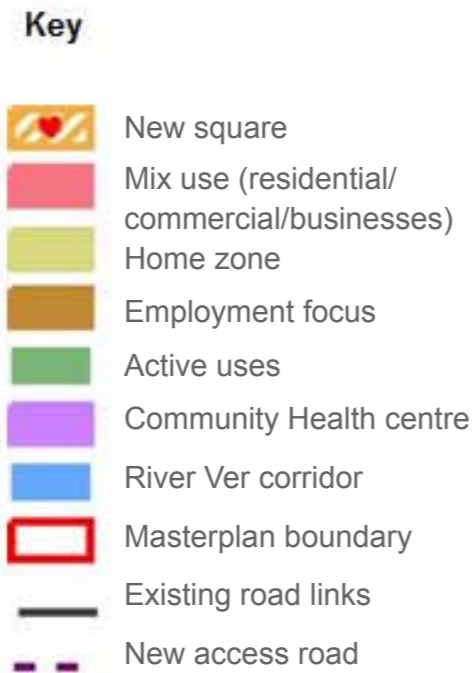 Key
New square
Mix use (residential/
commercial/businesses)
Home zone
Employment focus
Active uses
Community Health centre
River Ver corridor
Masterplan boundary
Existing road links
New access road